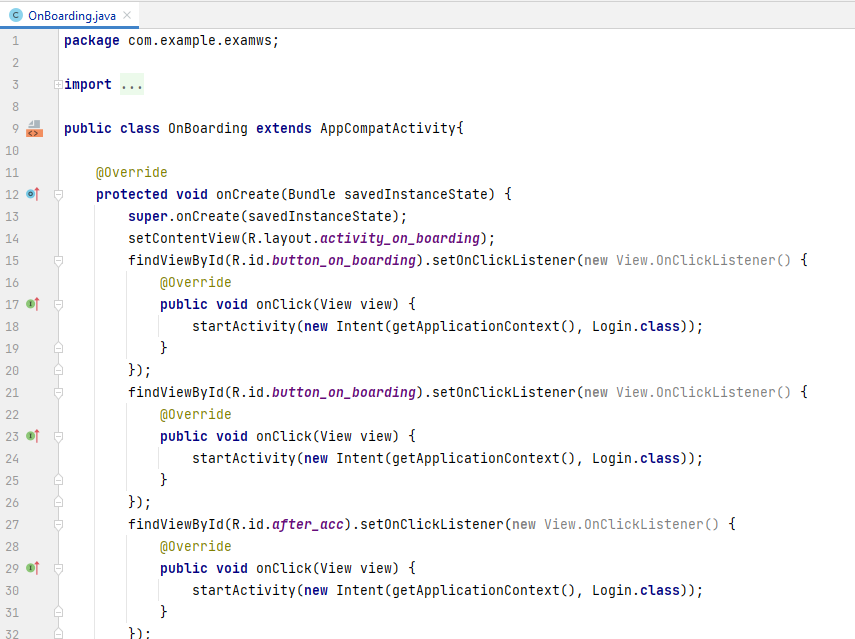 OnBoarding.java
1 package com.example.examws;
2
3 import ...
8
9 public class OnBoarding extends AppCompatActivity{
10
11     @Override
12     protected void onCreate(Bundle savedInstanceState) {
13         super.onCreate(savedInstanceState);
14         setContentView(R.layout.activity_on_boarding);
15         findViewById(R.id.button_on_boarding).setOnClickListener(new View.OnClickListener() {
16             @Override
17             public void onClick(View view) {
18                 startActivity(new Intent(getApplicationContext(), Login.class));
19             }
20         });
21         findViewById(R.id.button_on_boarding).setOnClickListener(new View.OnClickListener() {
22             @Override
23             public void onClick(View view) {
24                 startActivity(new Intent(getApplicationContext(), Login.class));
25             }
26         });
27         findViewById(R.id.after_acc).setOnClickListener(new View.OnClickListener() {
28             @Override
29             public void onClick(View view) {
30                 startActivity(new Intent(getApplicationContext(), Login.class));
31             }
32         });